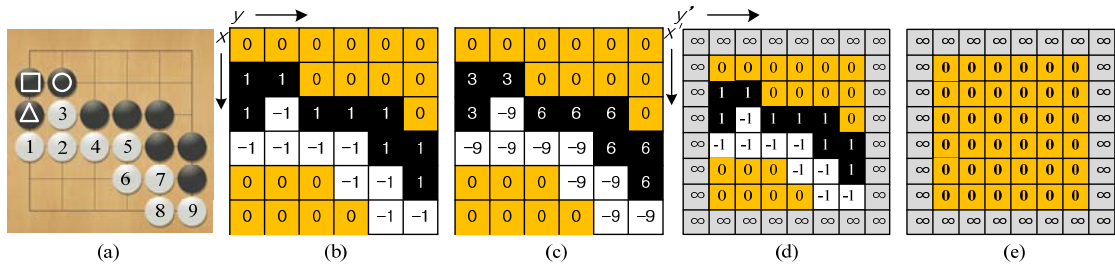 3
1 2 4 5
6 7
8 9
(a)
y
x
0 0 0 0 0 0
1 1 0 0 0 0
1 −1 1 1 1 0
−1 −1 −1 −1 1 1
0 0 0 −1 −1 1
0 0 0 0 −1 −1
(b)
0 0 0 0 0 0
3 3 0 0 0 0
3 −9 6 6 6 0
−9 −9 −9 −9 6 6
0 0 0 −9 −9 6
0 0 0 0 −9 −9
(c)
y’
x’
∞ ∞ ∞ ∞ ∞ ∞ ∞ ∞
∞ 0 0 0 0 0 0 ∞
∞ 1 1 0 0 0 0 ∞
∞ 1 -1 1 1 1 0 ∞
∞ -1 -1 -1 -1 1 1 ∞
∞ 0 0 0 -1 -1 1 ∞
∞ 0 0 0 0 -1 -1 ∞
∞ ∞ ∞ ∞ ∞ ∞ ∞ ∞
(d)
∞ ∞ ∞ ∞ ∞ ∞ ∞ ∞
∞ 0 0 0 0 0 0 ∞
∞ 0 0 0 0 0 0 ∞
∞ 0 0 0 0 0 0 ∞
∞ 0 0 0 0 0 0 ∞
∞ 0 0 0 0 0 0 ∞
∞ 0 0 0 0 0 0 ∞
∞ ∞ ∞ ∞ ∞ ∞ ∞ ∞
(e)